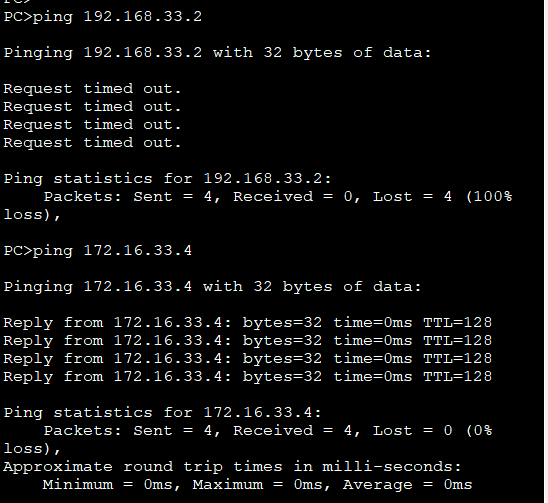 PC>
PC>ping 192.168.33.2
Pinging 192.168.33.2 with 32 bytes of data:
Request timed out.
Request timed out.
Request timed out.
Request timed out.
Ping statistics for 192.168.33.2:
Packets: Sent = 4, Received = 0, Lost = 4 (100%
loss),
PC>ping 172.16.33.4
Pinging 172.16.33.4 with 32 bytes of data:
Reply from 172.16.33.4: bytes=32 time=0ms TTL=128
Reply from 172.16.33.4: bytes=32 time=0ms TTL=128
Reply from 172.16.33.4: bytes=32 time=0ms TTL=128
Reply from 172.16.33.4: bytes=32 time=0ms TTL=128
Ping statistics for 172.16.33.4:
Packets: Sent = 4, Received = 4, Lost = 0 (0%
loss),
Approximate round trip times in milli-seconds:
Minimum = 0ms, Maximum = 0ms, Average = 0ms